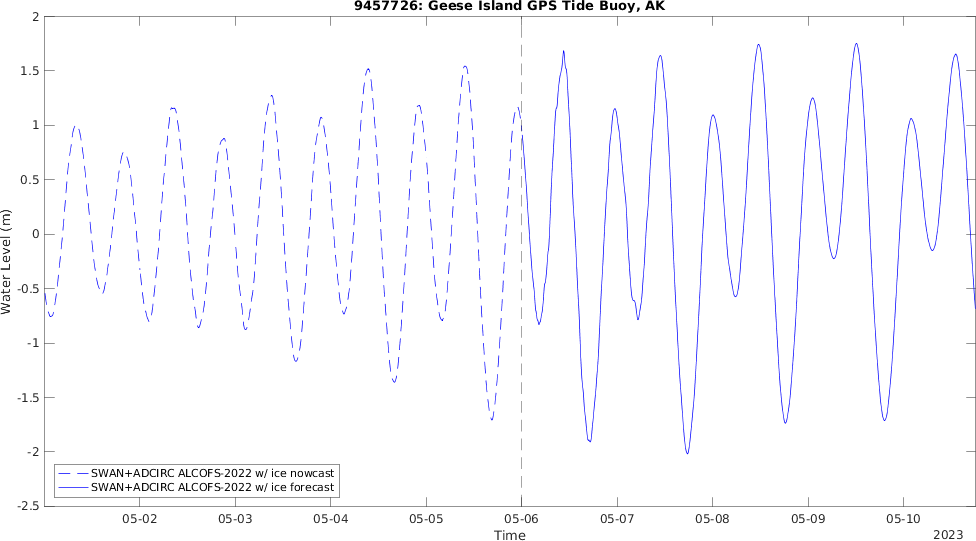 9457726: Geese Island GPS Tide Buoy, AK
2
1.5
1
0.5
0
-0.5
-1
-1.5
-2
-2.5
Water Level (m)
SWAN+ADCIRC ALCOFS-2022 w/ ice nowcast
SWAN+ADCIRC ALCOFS-2022 w/ ice forecast
05-02 05-03 05-04 05-05 05-06 05-07 05-08 05-09 05-10
Time
2023